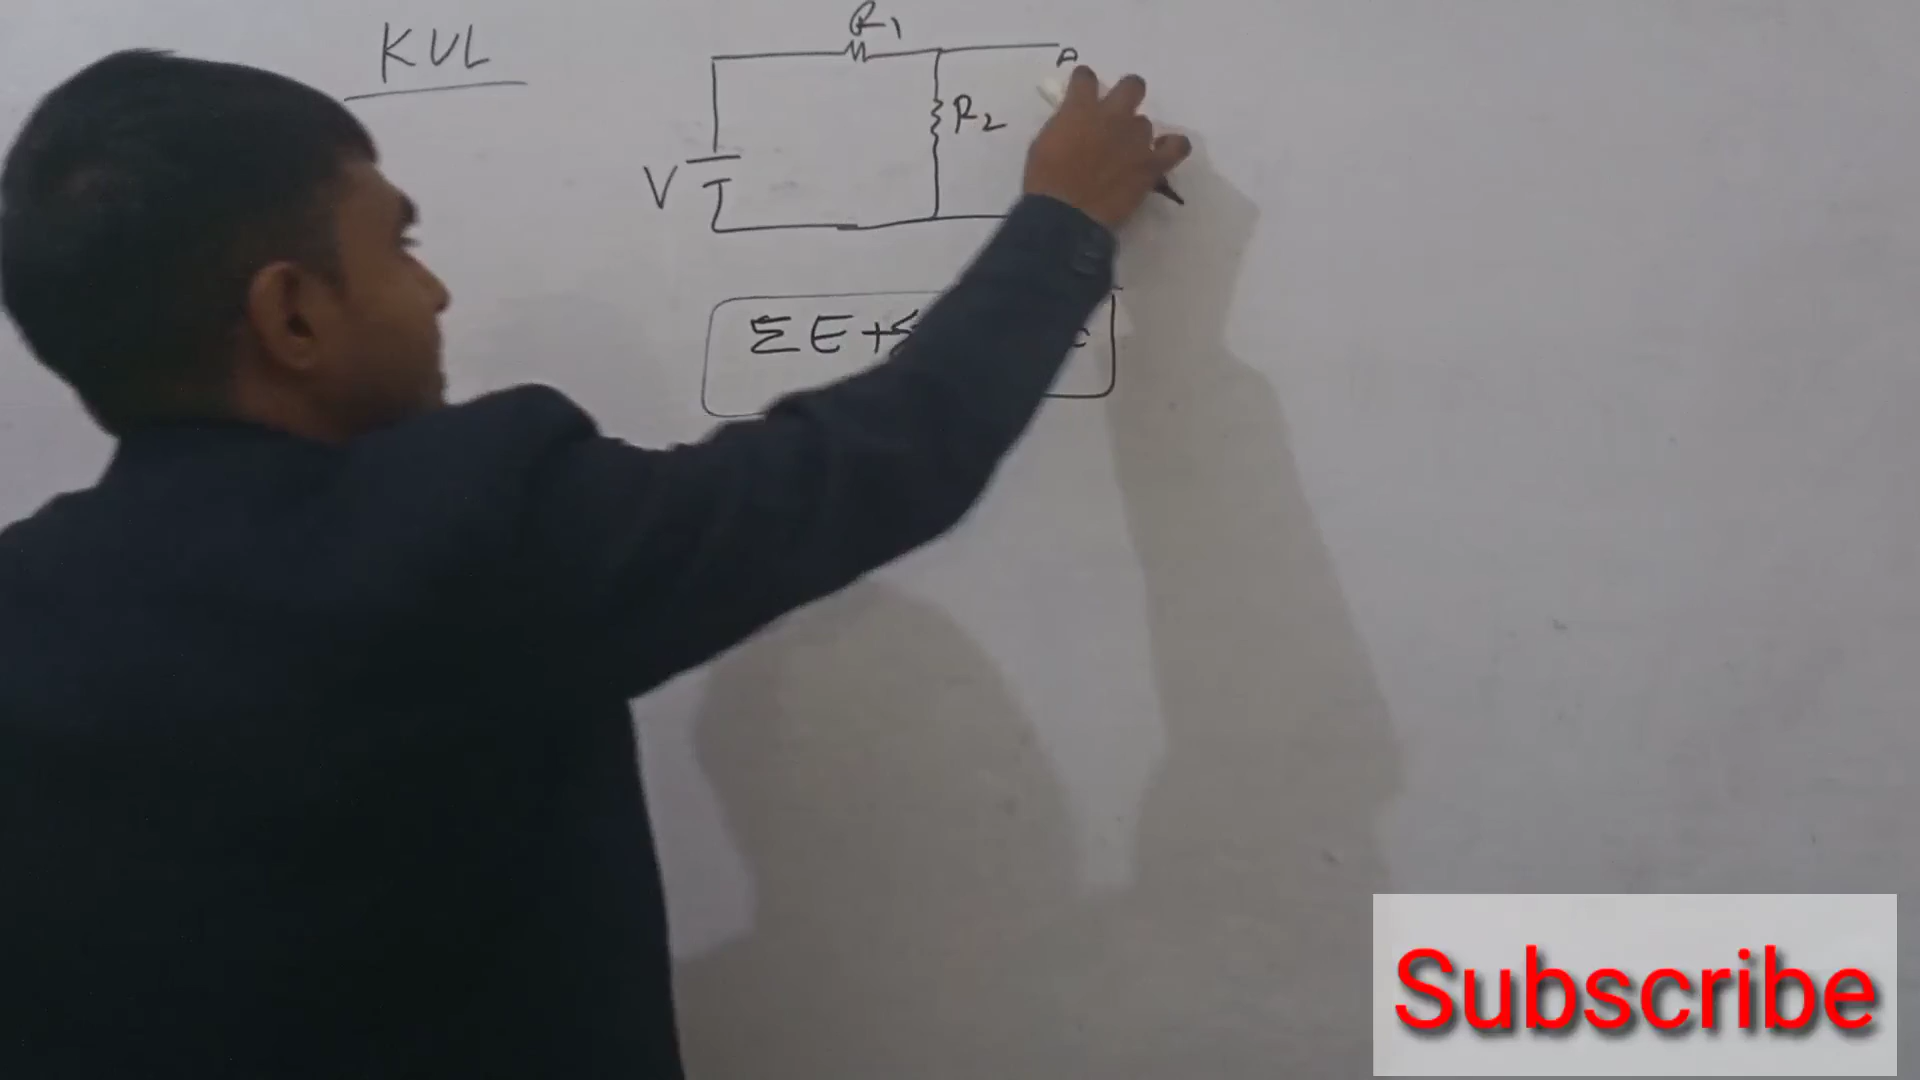 KVL
R1
A
R2
V
ΣE+Σ
Subscribe